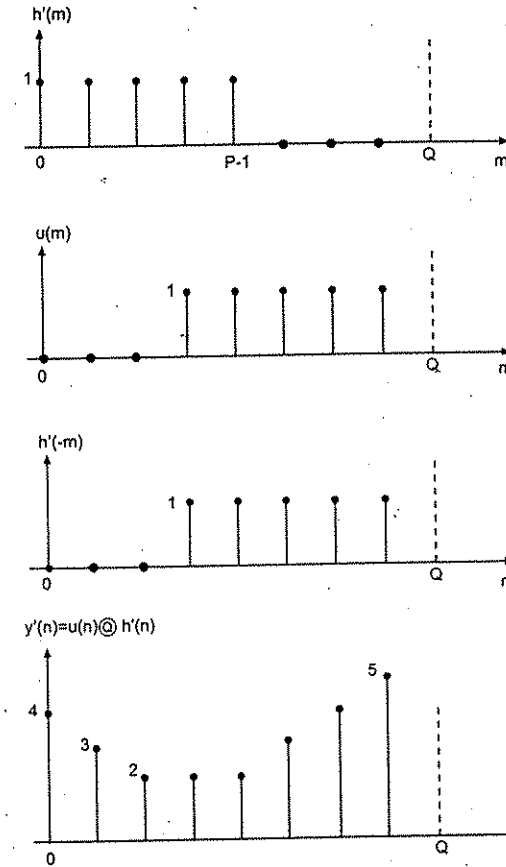 h'(m)
1
0 P-1 Q m
u(m)
1
0 Q
h'(-m)
1
0 Q
y'(n)=u(n)Ⓠ h'(n)
4
3
2
5
0 Q